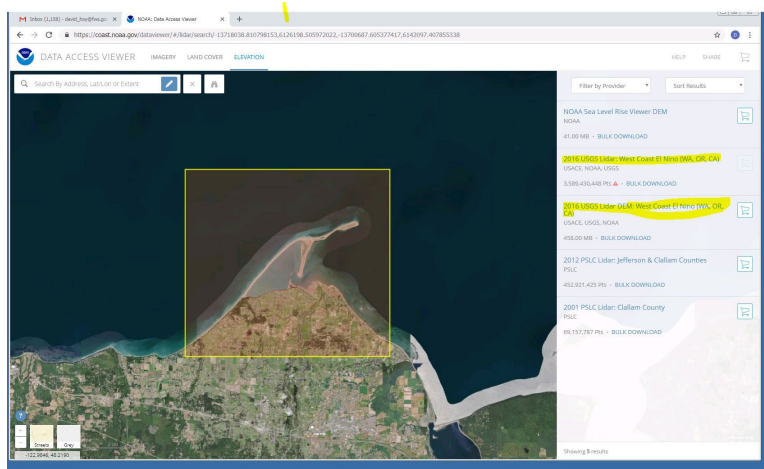 Inbox (1,138) - david_hoy@fws.gov
NOAA: Data Access Viewer
https://coast.noaa.gov/dataviewer/#/lidar/search/-13718038.810798153,6126198.505972022,-13700687.605377417,6142097.407855338
DATA ACCESS VIEWER IMAGERY LAND COVER ELEVATION HELP SHARE
Search By Address, Lat/Lon or Extent
Filter by Provider Sort Results
NOAA Sea Level Rise Viewer DEM
NOAA
41.00 MB - BULK DOWNLOAD
2016 USGS Lidar: West Coast El Nino (WA, OR, CA)
USACE, NOAA, USGS
3,589,430,448 Pts - BULK DOWNLOAD
2016 USGS Lidar DEM: West Coast El Nino (WA, OR,
CA)
USACE, USGS, NOAA
458.00 MB - BULK DOWNLOAD
2012 PSLC Lidar: Jefferson & Clallam Counties
PSLC
452,921,425 Pts - BULK DOWNLOAD
2001 PSLC Lidar: Clallam County
PSLC
69,157,787 Pts - BULK DOWNLOAD
?
Streets Grey
-122.9846, 48.2190
Showing 5 results